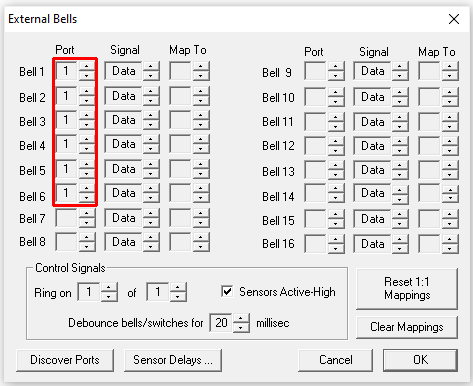 External Bells
Port Signal Map To Port Signal Map To
Bell 1 1 Data Bell 9 Data
Bell 2 1 Data Bell 10 Data
Bell 3 1 Data Bell 11 Data
Bell 4 1 Data Bell 12 Data
Bell 5 1 Data Bell 13 Data
Bell 6 1 Data Bell 14 Data
Bell 7 Data Bell 15 Data
Bell 8 Data Bell 16 Data
Control Signals
Ring on 1 of 1 Sensors Active-High
Debounce bells/switches for 20 millisec
Reset 1:1
Mappings
Clear Mappings
Discover Ports Sensor Delays ... Cancel OK